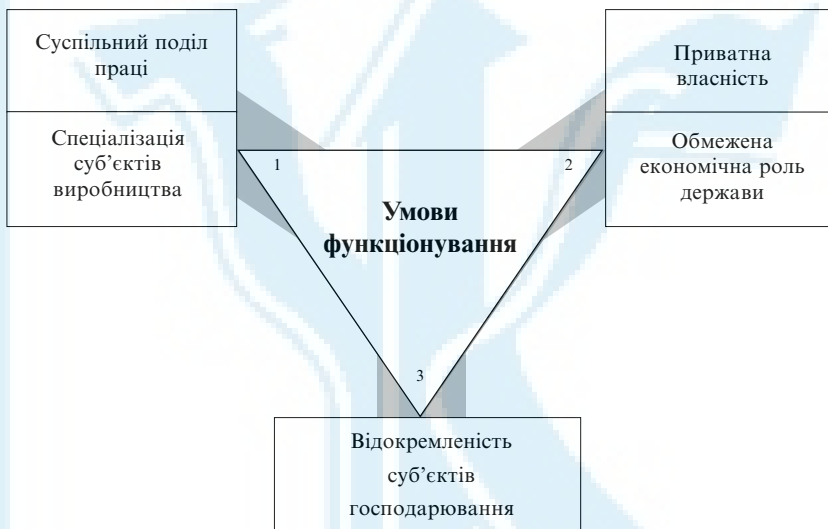 Суспільний поділ
праці
Спеціалізація
суб’єктів
виробництва
Приватна
власність
Обмежена
економічна роль
держави
1
2
Умови
функціонування
3
Відокремленість
суб’єктів
господарювання